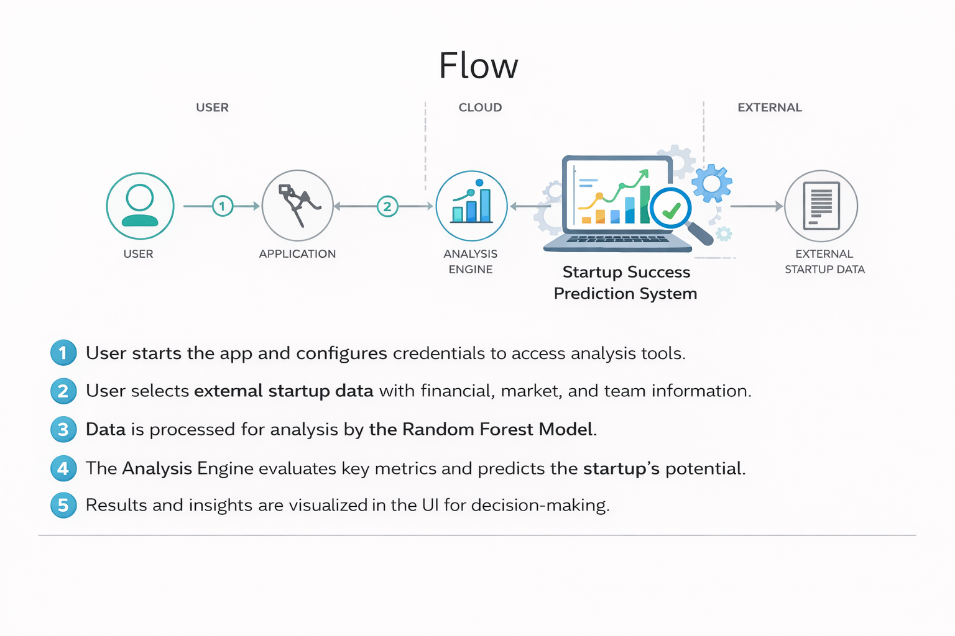 Flow
USER
CLOUD
EXTERNAL
1
2
USER
APPLICATION
ANALYSIS
ENGINE
Startup Success
Prediction System
EXTERNAL
STARTUP DATA
1 User starts the app and configures credentials to access analysis tools.
2 User selects external startup data with financial, market, and team information.
3 Data is processed for analysis by the Random Forest Model.
4 The Analysis Engine evaluates key metrics and predicts the startup's potential.
5 Results and insights are visualized in the UI for decision-making.